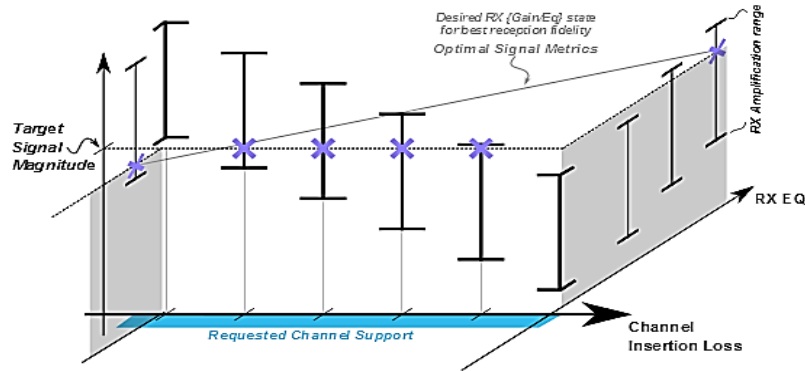 Desired RX {Gain/Eq} state
for best reception fidelity
Optimal Signal Metrics
RX Amplification range
Target
Signal
Magnitude
RX EQ
Requested Channel Support
Channel
Insertion Loss